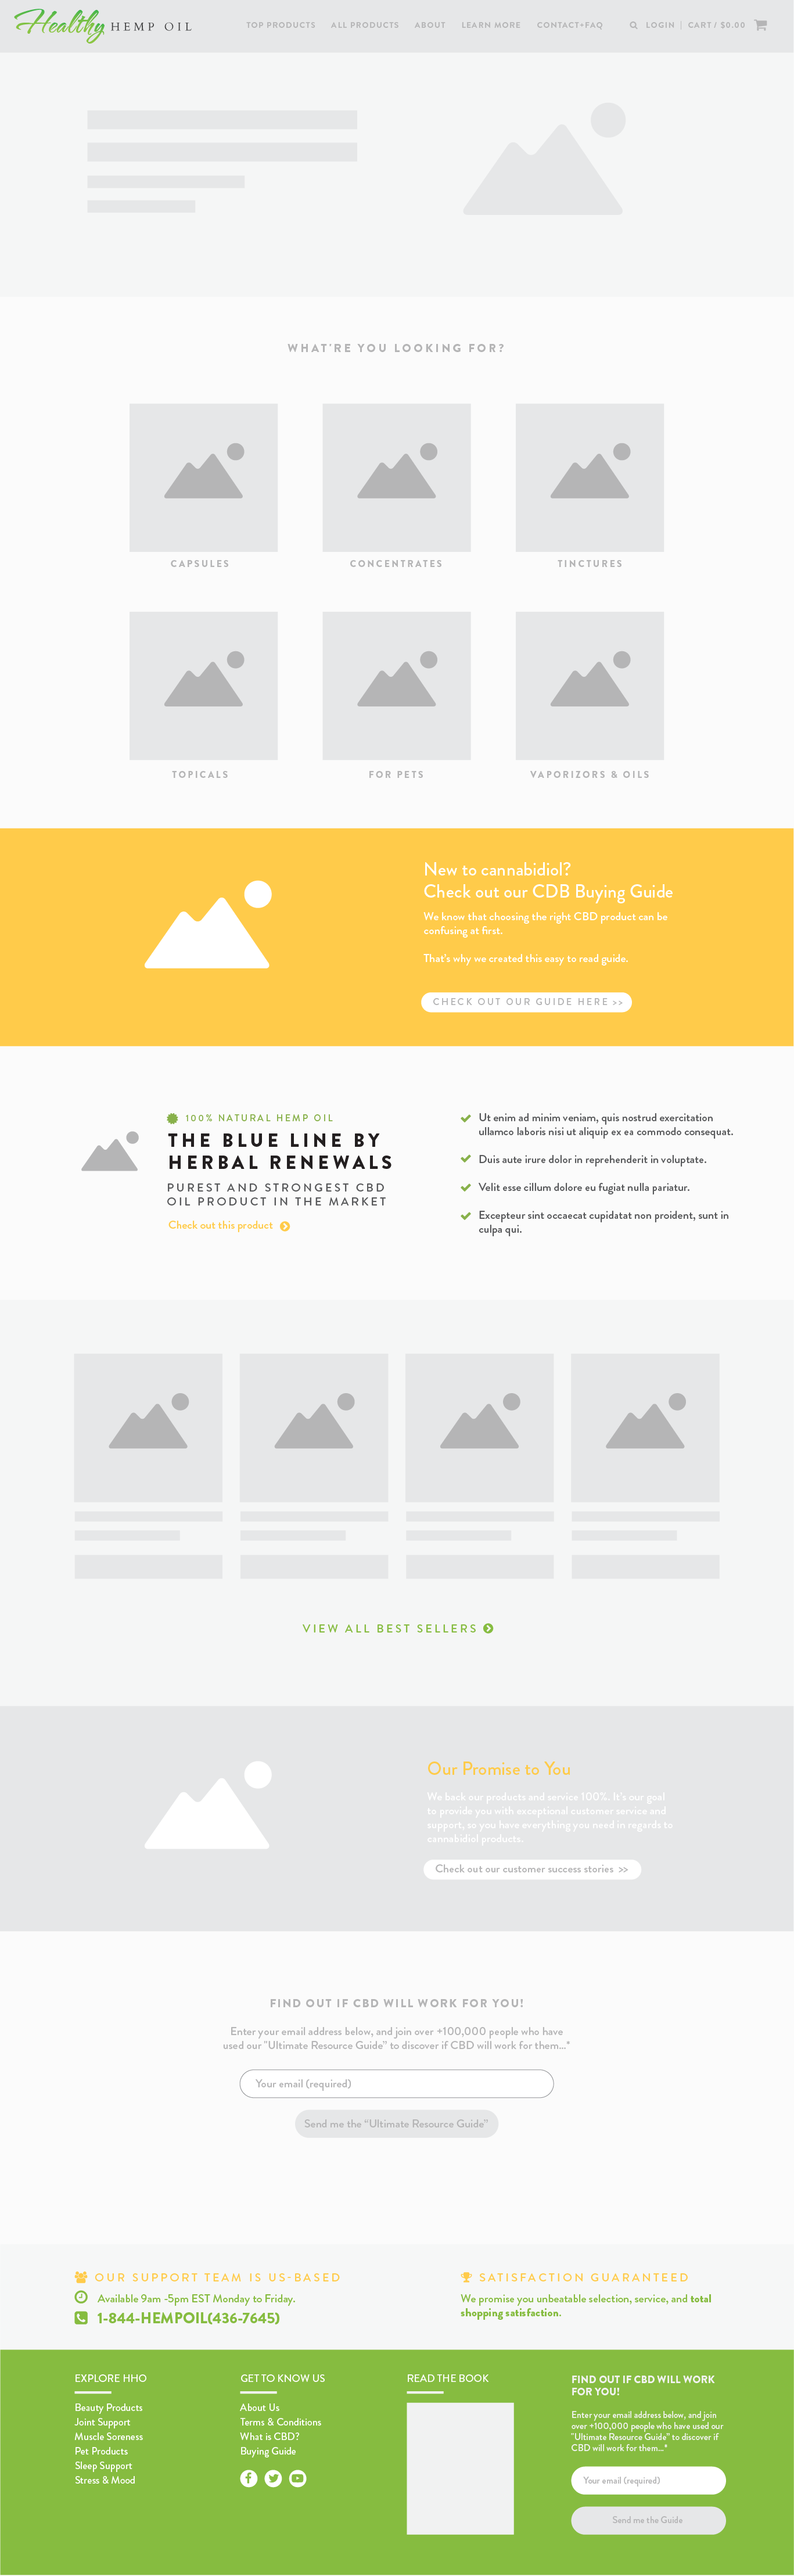 Healthy HEMP OIL
TOP PRODUCTS ALL PRODUCTS ABOUT LEARN MORE CONTACT+FAQ LOGIN | CART / $0.00
WHAT'RE YOU LOOKING FOR?
CAPSULES CONCENTRATES TINCTURES
TOPICALS FOR PETS VAPORIZORS & OILS
New to cannabidiol?
Check out our CDB Buying Guide
We know that choosing the right CBD product can be
confusing at first.
That's why we created this easy to read guide.
CHECK OUT OUR GUIDE HERE >>
100% NATURAL HEMP OIL
THE BLUE LINE BY
HERBAL RENEWALS
PUREST AND STRONGEST CBD
OIL PRODUCT IN THE MARKET
Check out this product
Ut enim ad minim veniam, quis nostrud exercitation
ullamco laboris nisi ut aliquip ex ea commodo consequat.
Duis aute irure dolor in reprehenderit in voluptate.
Velit esse cillum dolore eu fugiat nulla pariatur.
Excepteur sint occaecat cupidatat non proident, sunt in
culpa qui.
VIEW ALL BEST SELLERS
Our Promise to You
We back our products and service 100%. It's our goal
to provide you with exceptional customer service and
support, so you have everything you need in regards to
cannabidiol products.
Check out our customer success stories >>
FIND OUT IF CBD WILL WORK FOR YOU!
Enter your email address below, and join over +100,000 people who have
used our "Ultimate Resource Guide" to discover if CBD will work for them...*
Your email (required)
Send me the "Ultimate Resource Guide"
OUR SUPPORT TEAM IS US-BASED
Available 9am -5pm EST Monday to Friday.
1-844-HEMPOIL(436-7645)
SATISFACTION GUARANTEED
We promise you unbeatable selection, service, and total
shopping satisfaction.
EXPLORE HHO
Beauty Products
Joint Support
Muscle Soreness
Pet Products
Sleep Support
Stress & Mood
GET TO KNOW US
About Us
Terms & Conditions
What is CBD?
Buying Guide
READ THE BOOK
FIND OUT IF CBD WILL WORK
FOR YOU!
Enter your email address below, and join
over +100,000 people who have used our
"Ultimate Resource Guide" to discover if
CBD will work for them...*
Your email (required)
Send me the Guide